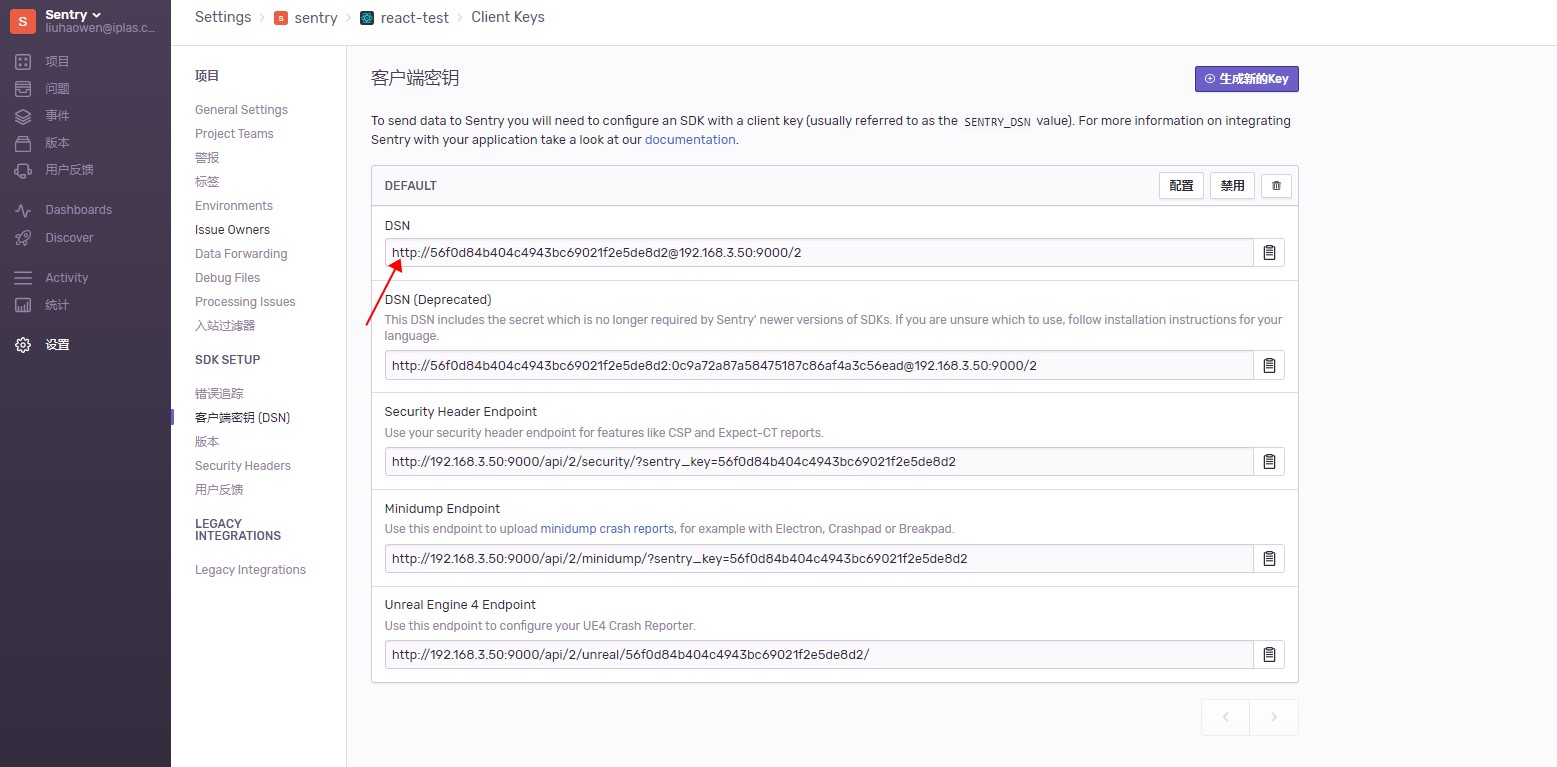 S
Sentry
liuhaowen@iplas.c...
项目
问题
事件
版本
用户反馈
Dashboards
Discover
Activity
统计
设置
Settings > S sentry > react-test > Client Keys
项目
General Settings
Project Teams
警报
标签
Environments
Issue Owners
Data Forwarding
Debug Files
Processing Issues
入站过滤器
SDK SETUP
错误追踪
客户端密钥 (DSN)
版本
Security Headers
用户反馈
LEGACY
INTEGRATIONS
Legacy Integrations
客户端密钥
生成新的Key
To send data to Sentry you will need to configure an SDK with a client key (usually referred to as the SENTRY_DSN value). For more information on integrating
Sentry with your application take a look at our documentation.
DEFAULT
配置
禁用
DSN
http://56f0d84b404c4943bc69021f2e5de8d2@192.168.3.50:9000/2
DSN (Deprecated)
This DSN includes the secret which is no longer required by Sentry' newer versions of SDKs. If you are unsure which to use, follow installation instructions for your
language.
http://56f0d84b404c4943bc69021f2e5de8d2:0c9a72a87a58475187c86af4a3c56ead@192.168.3.50:9000/2
Security Header Endpoint
Use your security header endpoint for features like CSP and Expect-CT reports.
http://192.168.3.50:9000/api/2/security/?sentry_key=56f0d84b404c4943bc69021f2e5de8d2
Minidump Endpoint
Use this endpoint to upload minidump crash reports, for example with Electron, Crashpad or Breakpad.
http://192.168.3.50:9000/api/2/minidump/?sentry_key=56f0d84b404c4943bc69021f2e5de8d2
Unreal Engine 4 Endpoint
Use this endpoint to configure your UE4 Crash Reporter.
http://192.168.3.50:9000/api/2/unreal/56f0d84b404c4943bc69021f2e5de8d2/